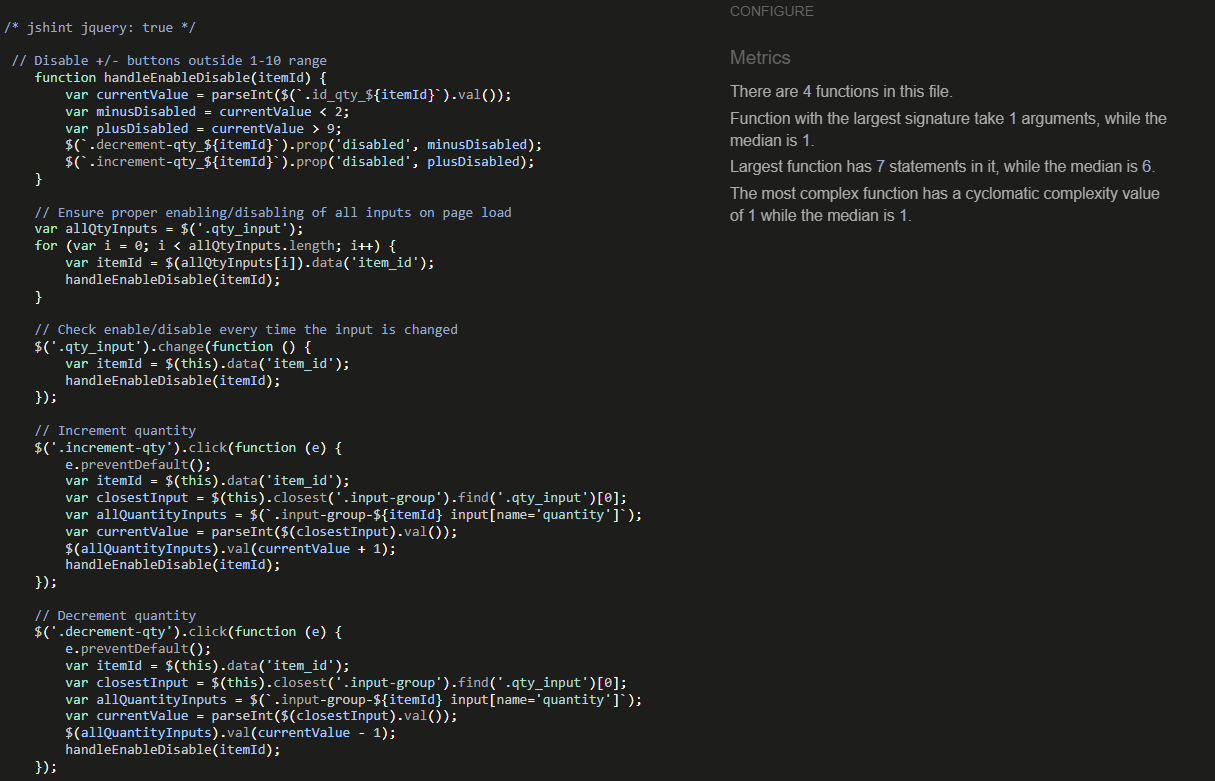 /* jshint jquery: true */
// Disable +/- buttons outside 1-10 range
function handleEnableDisable(itemId) {
var currentValue = parseInt($(`.id_qty_${itemId}`).val());
var minusDisabled = currentValue < 2;
var plusDisabled = currentValue > 9;
$(`.decrement-qty_${itemId}`).prop('disabled', minusDisabled);
$(`.increment-qty_${itemId}`).prop('disabled', plusDisabled);
}
// Ensure proper enabling/disabling of all inputs on page load
var allQtyInputs = $('.qty_input');
for (var i = 0; i < allQtyInputs.length; i++) {
var itemId = $(allQtyInputs[i]).data('item_id');
handleEnableDisable(itemId);
}
// Check enable/disable every time the input is changed
$('.qty_input').change(function () {
var itemId = $(this).data('item_id');
handleEnableDisable(itemId);
});
// Increment quantity
$('.increment-qty').click(function (e) {
e.preventDefault();
var itemId = $(this).data('item_id');
var closestInput = $(this).closest('.input-group').find('.qty_input')[0];
var allQuantityInputs = $(`.input-group-${itemId} input[name='quantity']`);
var currentValue = parseInt($(closestInput).val());
$(allQuantityInputs).val(currentValue + 1);
handleEnableDisable(itemId);
});
// Decrement quantity
$('.decrement-qty').click(function (e) {
e.preventDefault();
var itemId = $(this).data('item_id');
var closestInput = $(this).closest('.input-group').find('.qty_input')[0];
var allQuantityInputs = $(`.input-group-${itemId} input[name='quantity']`);
var currentValue = parseInt($(closestInput).val());
$(allQuantityInputs).val(currentValue - 1);
handleEnableDisable(itemId);
});
CONFIGURE
Metrics
There are 4 functions in this file.
Function with the largest signature take 1 arguments, while the
median is 1.
Largest function has 7 statements in it, while the median is 6.
The most complex function has a cyclomatic complexity value
of 1 while the median is 1.